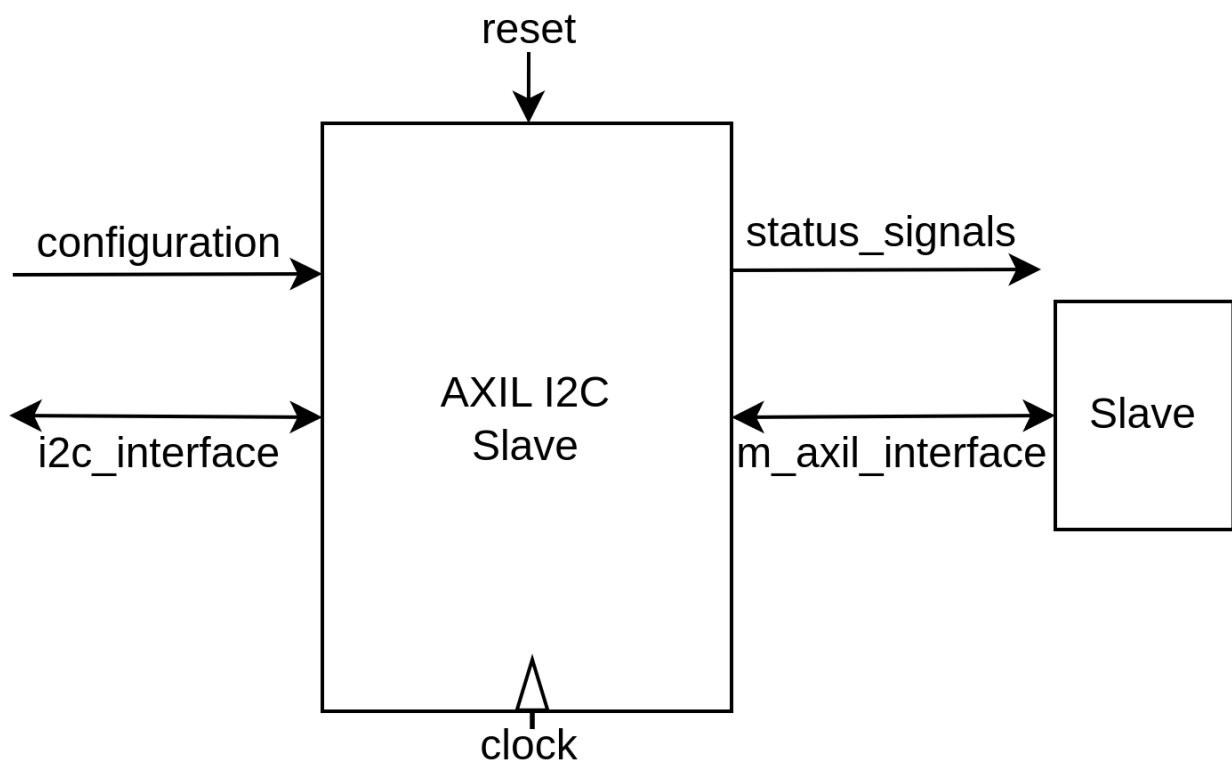 reset
configuration
status_signals
AXIL I2C
Slave
Slave
i2c_interface
m_axil_interface
clock